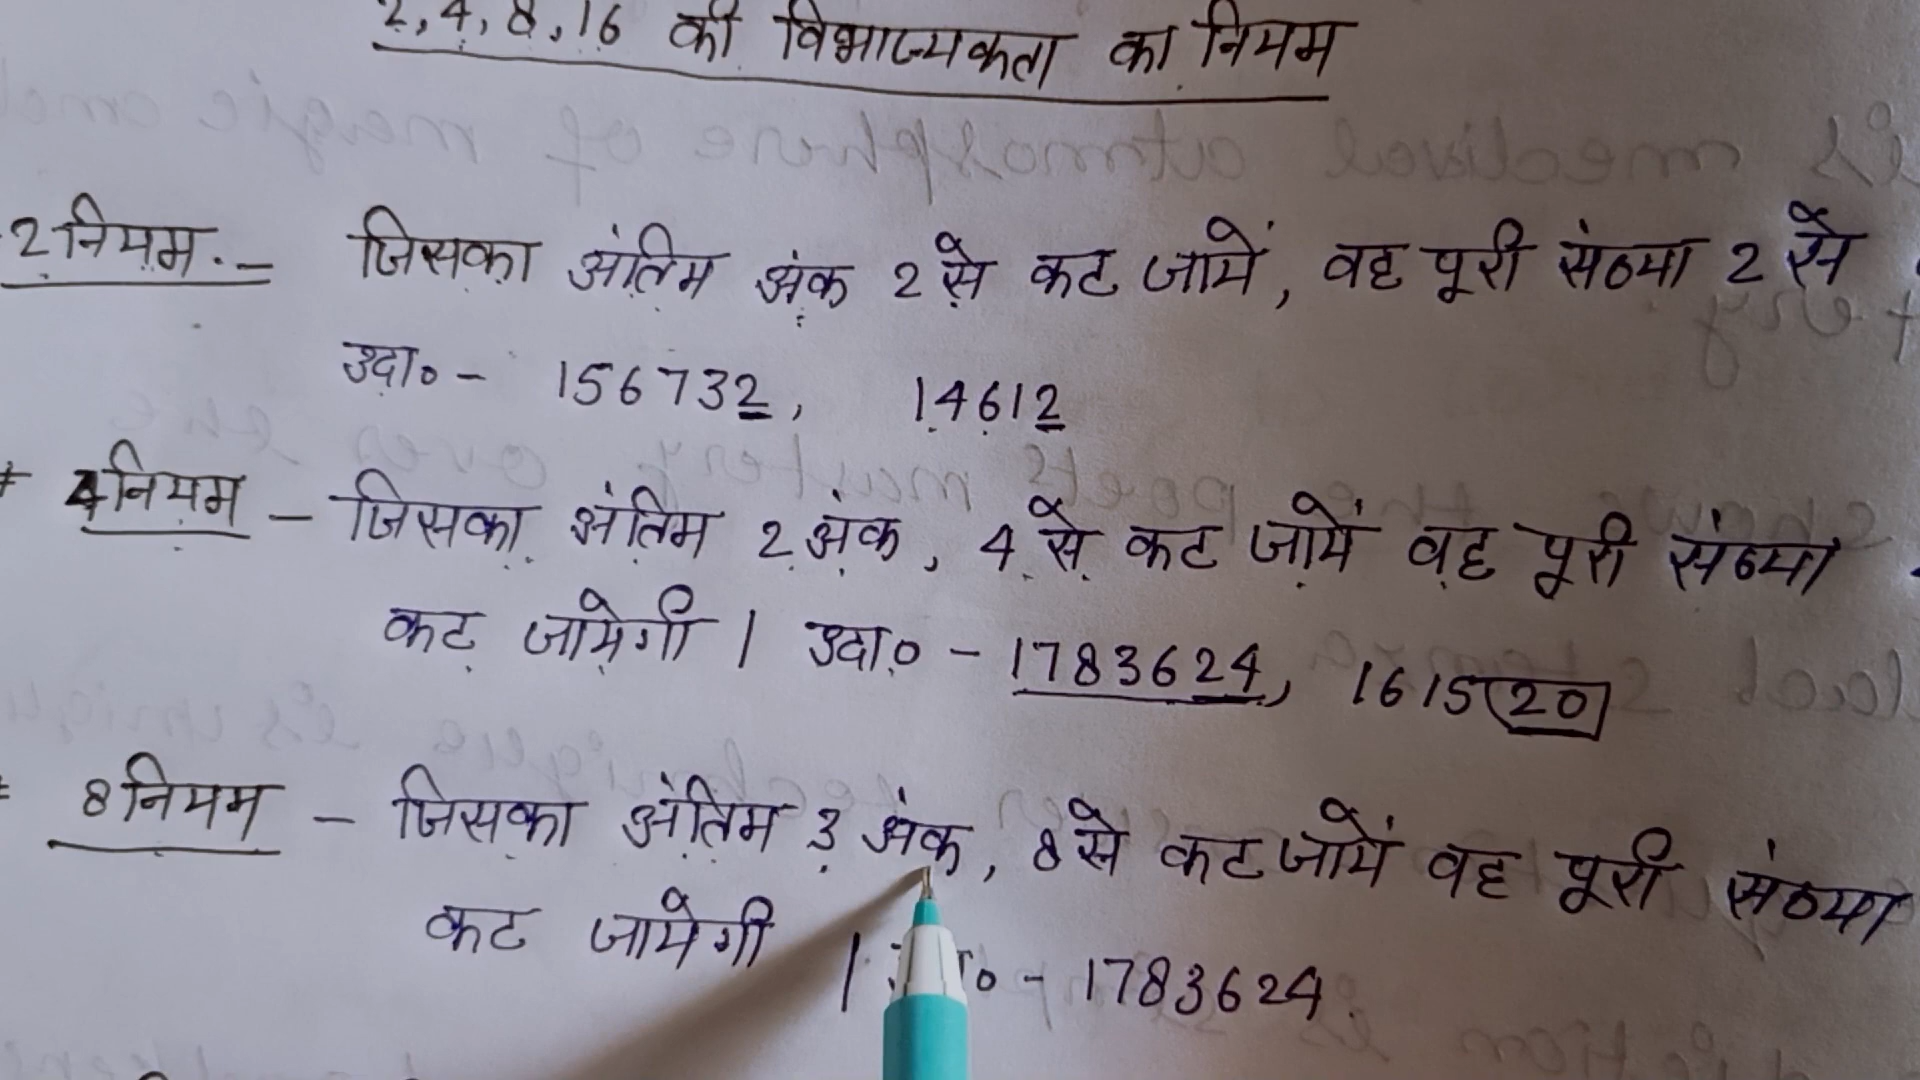 2, 4, 8, 16 की विभाज्यकता का नियम
2 नियम.- जिसका अंतिम अंक 2 से कट जायें, वह पूरी संख्या 2 से
उदा० - 156732, 14612
4 नियम - जिसका अंतिम 2 अंक, 4 से कट जायें वह पूरी संख्या
कट जायेगी | उदा० - 1783624, 161520
8 नियम - जिसका अंतिम 3 अंक, 8 से कट जायें वह पूरी संख्या
कट जायेगी | - 1783624